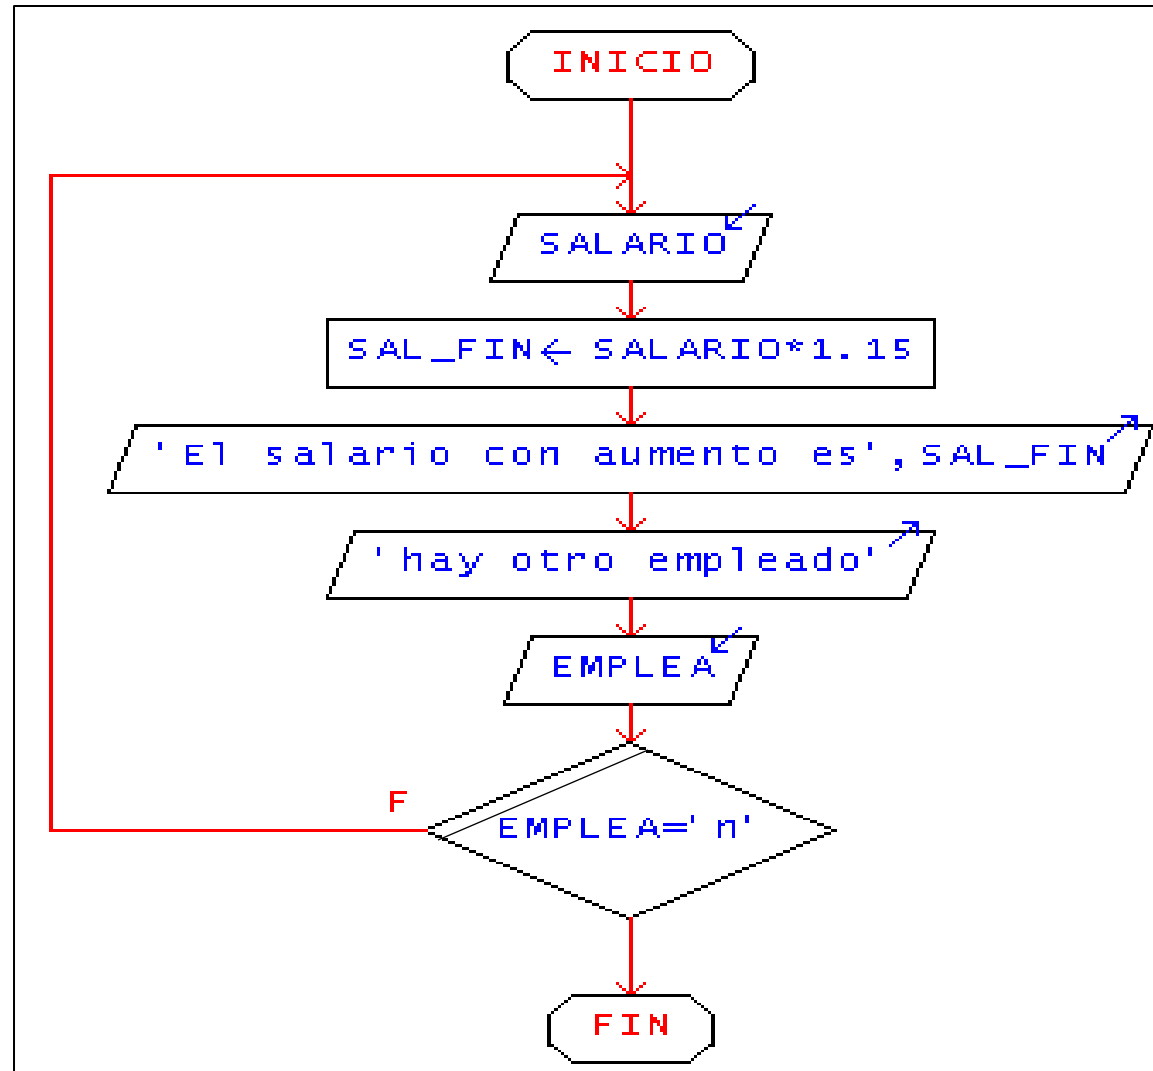 INICIO
SALARIO
SAL_FIN← SALARIO*1.15
'El salario con aumento es',SAL_FIN
'hay otro empleado'
EMPLEA
F
EMPLEA='n'
FIN